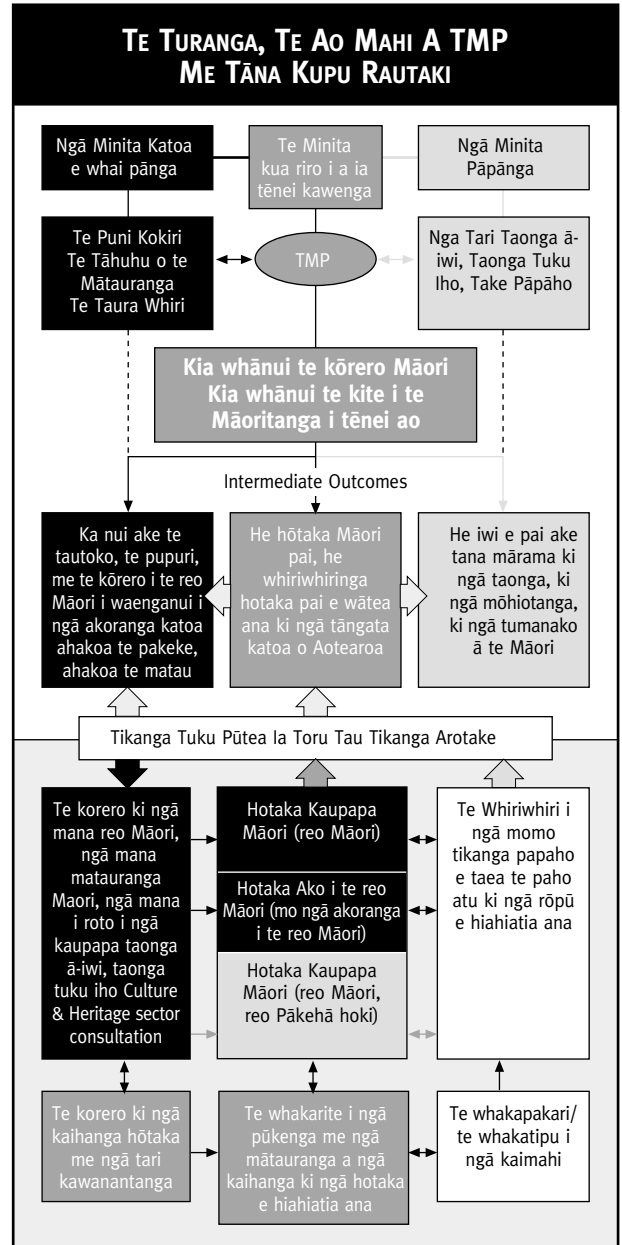 TE TURANGA, TE AO MAHI A TMP
ME TĀNA KUPU RAUTAKI
Ngā Minita Katoa
e whai pānga
Te Minita
kua riro i a ia
tēnei kawenga
Ngā Minita
Pāpānga
Te Puni Kokiri
Te Tāhuhu o te
Mātauranga
Te Taura Whiri
TMP
Nga Tari Taonga ā-
iwi, Taonga Tuku
Iho, Take Pāpāho
Kia whānui te kōrero Māori
Kia whānui te kite i te
Māoritanga i tēnei ao
Intermediate Outcomes
Ka nui ake te
tautoko, te pupuri,
me te kōrero i te reo
Māori i waenganui i
ngā akoranga katoa
ahakoa te pakeke,
ahakoa te matau
He hōtaka Māori
pai, he
whiriwhiringa
hotaka pai e wātea
ana ki ngā tāngata
katoa o Aotearoa
He iwi e pai ake
tana mārama ki
ngā taonga, ki
ngā mōhiotanga,
ki ngā tumanako
ā te Māori
Tikanga Tuku Pūtea Ia Toru Tau Tikanga Arotake
Te korero ki ngā
mana reo Māori,
ngā mana
matauranga
Maori, ngā mana
i roto i ngā
kaupapa taonga
ā-iwi, taonga
tuku iho Culture
& Heritage sector
consultation
Hotaka Kaupapa
Māori (reo Māori)
Hotaka Ako i te reo
Māori (mo ngā akoranga
i te reo Māori)
Hotaka Kaupapa
Māori (reo Māori,
reo Pākehā hoki)
Te Whiriwhiri i
ngā momo
tikanga papaho
e taea te paho
atu ki ngā rōpū
e hiahiatia ana
Te korero ki ngā
kaihanga hōtaka
me ngā tari
kawanantanga
Te whakarite i ngā
pūkenga me ngā
mātauranga a ngā
kaihanga ki ngā hotaka
e hiahiatia ana
Te whakapakari/
te whakatipu i
ngā kaimahi